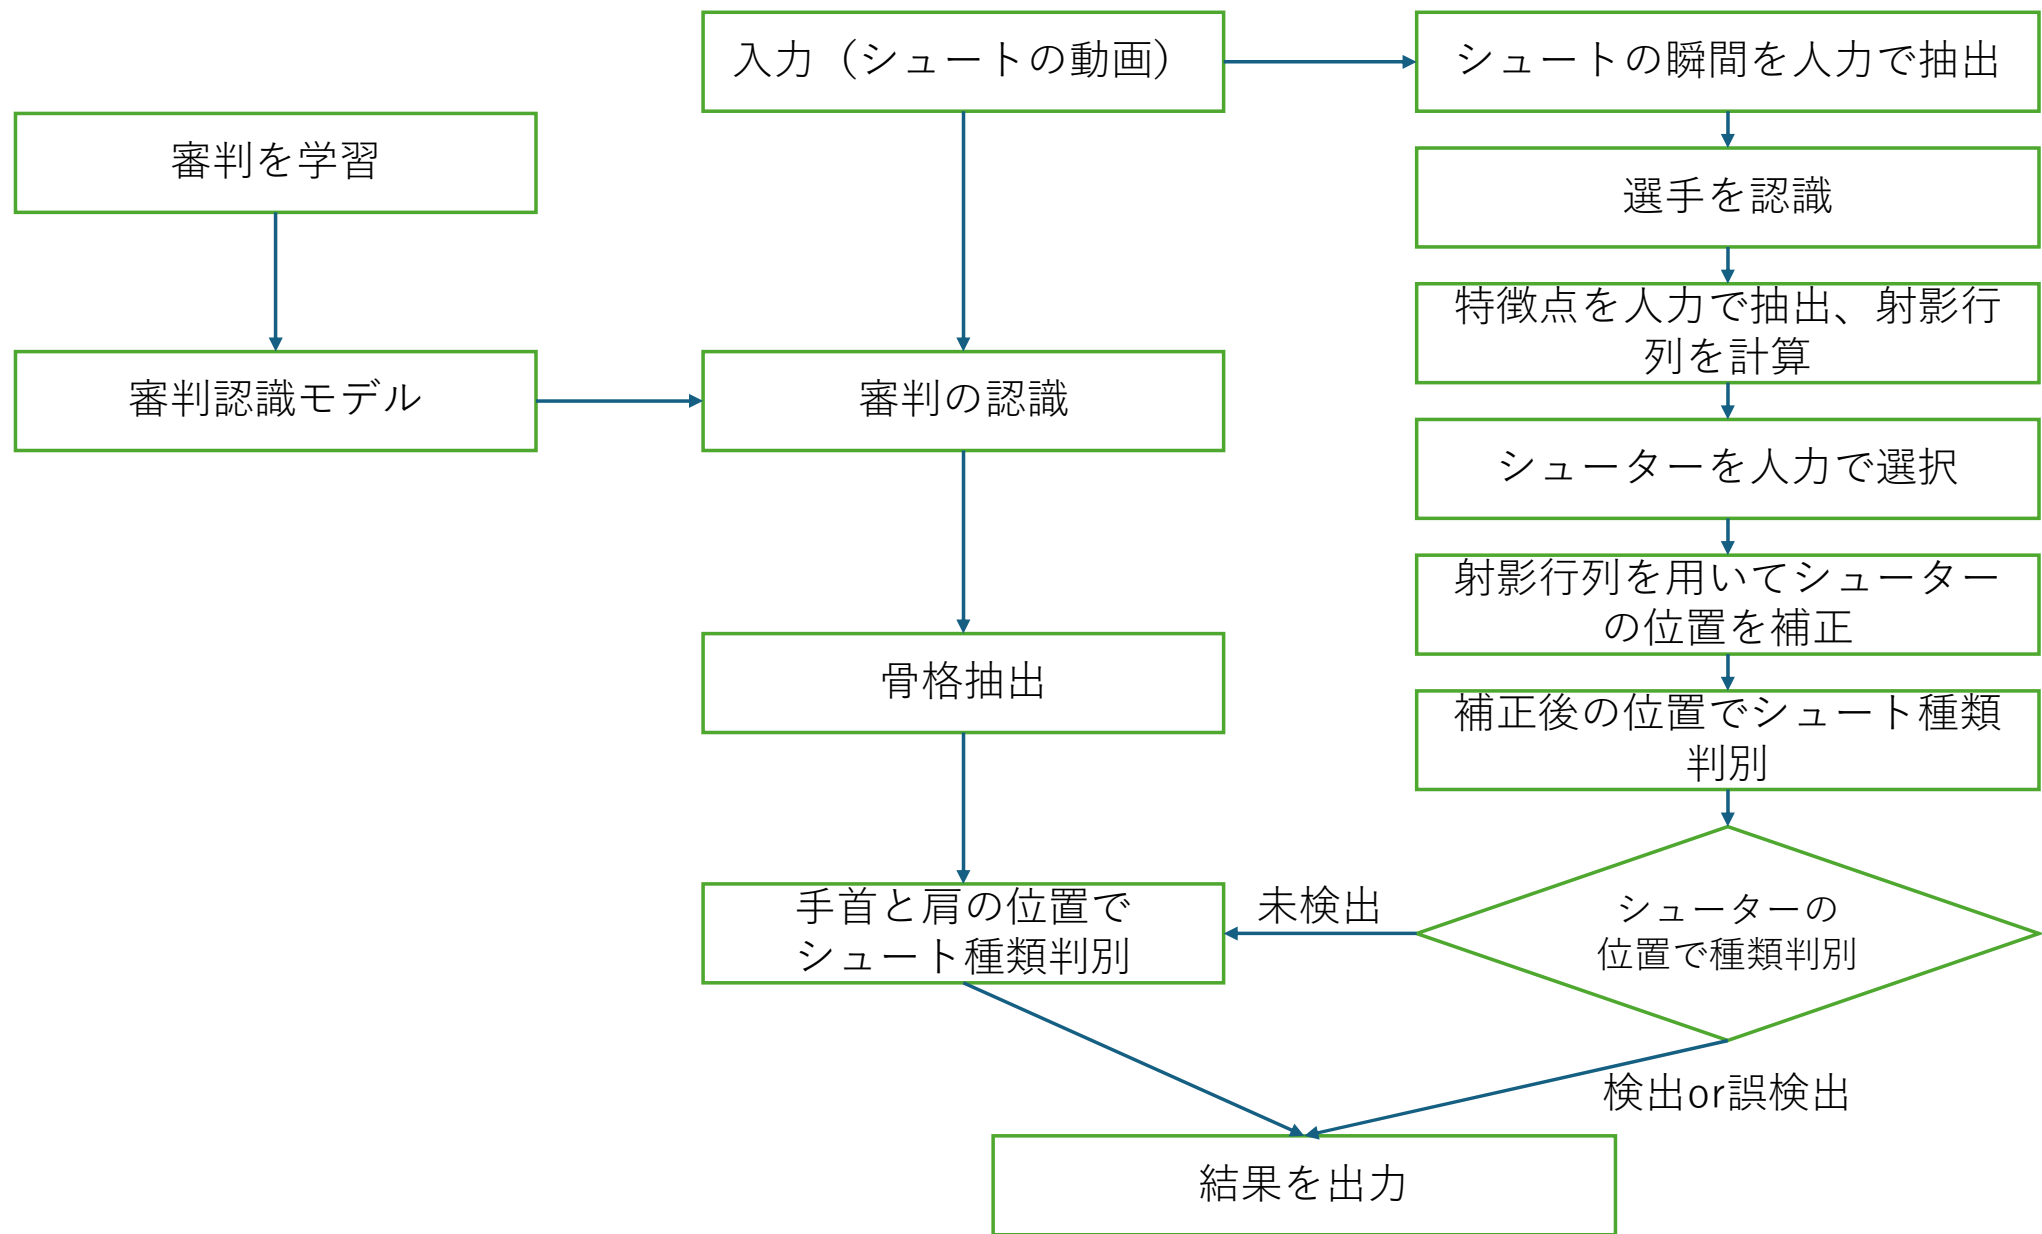 入力（シュートの動画）
シュートの瞬間を人力で抽出
審判を学習
選手を認識
特徴点を人力で抽出、射影行
列を計算
審判認識モデル
審判の認識
シューターを人力で選択
射影行列を用いてシューター
の位置を補正
骨格抽出
補正後の位置でシュート種類
判別
手首と肩の位置で
シュート種類判別
未検出
シューターの
位置で種類判別
検出or誤検出
結果を出力